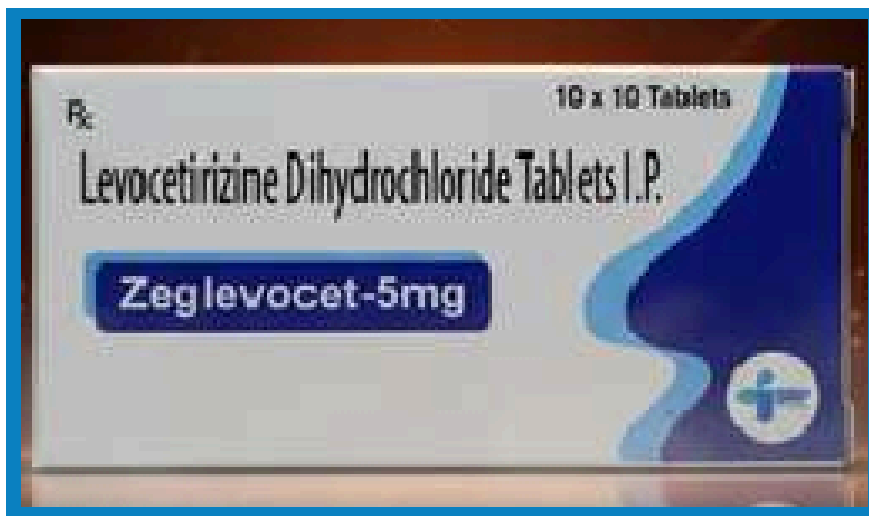 10 x 10 Tablets
Rx
Levocetirizine Dihydrochloride Tablets I.P.
Zeglevocet-5mg